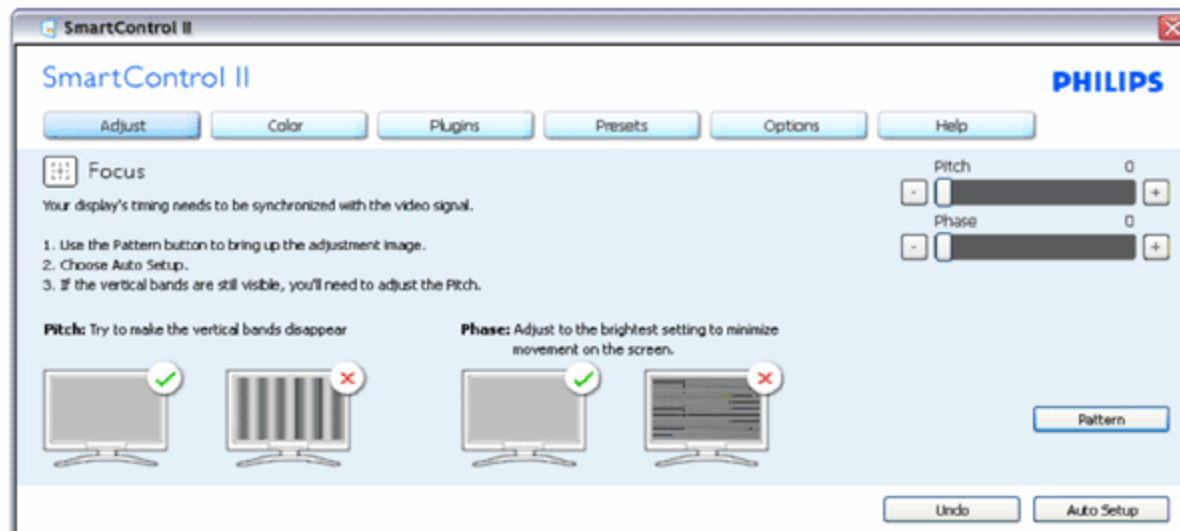 SmartControl II
SmartControl II
PHILIPS
Adjust
Color
Plugins
Presets
Options
Help
Focus
Your display's timing needs to be synchronized with the video signal.
1. Use the Pattern button to bring up the adjustment image.
2. Choose Auto Setup.
3. If the vertical bands are still visible, you'll need to adjust the Pitch.
Pitch: Try to make the vertical bands disappear
Phase: Adjust to the brightest setting to minimize
movement on the screen.
Pitch 0
- +
Phase 0
- +
Pattern
Undo
Auto Setup